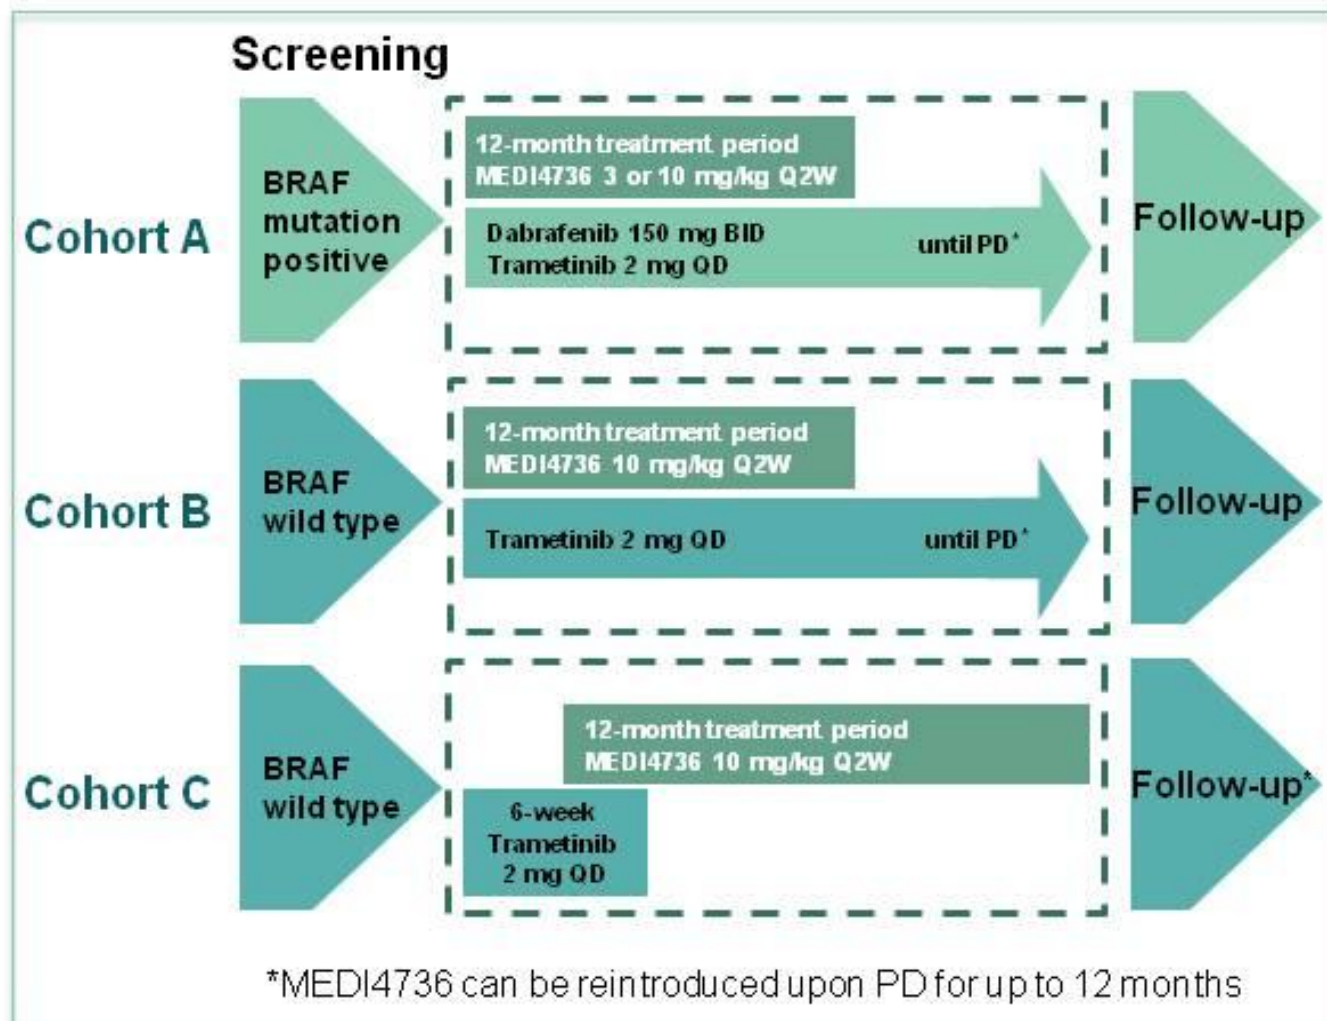 Screening
Cohort A
BRAF
mutation
positive
12-month treatment period
MEDI4736 3 or 10 mg/kg Q2W
Dabrafenib 150 mg BID
Trametinib 2 mg QD
until PD*
Follow-up
Cohort B
BRAF
wild type
12-month treatment period
MEDI4736 10 mg/kg Q2W
Trametinib 2 mg QD
until PD*
Follow-up
Cohort C
BRAF
wild type
12-month treatment period
MEDI4736 10 mg/kg Q2W
6-week
Trametinib
2 mg QD
Follow-up*
*MEDI4736 can be reintroduced upon PD for up to 12 months